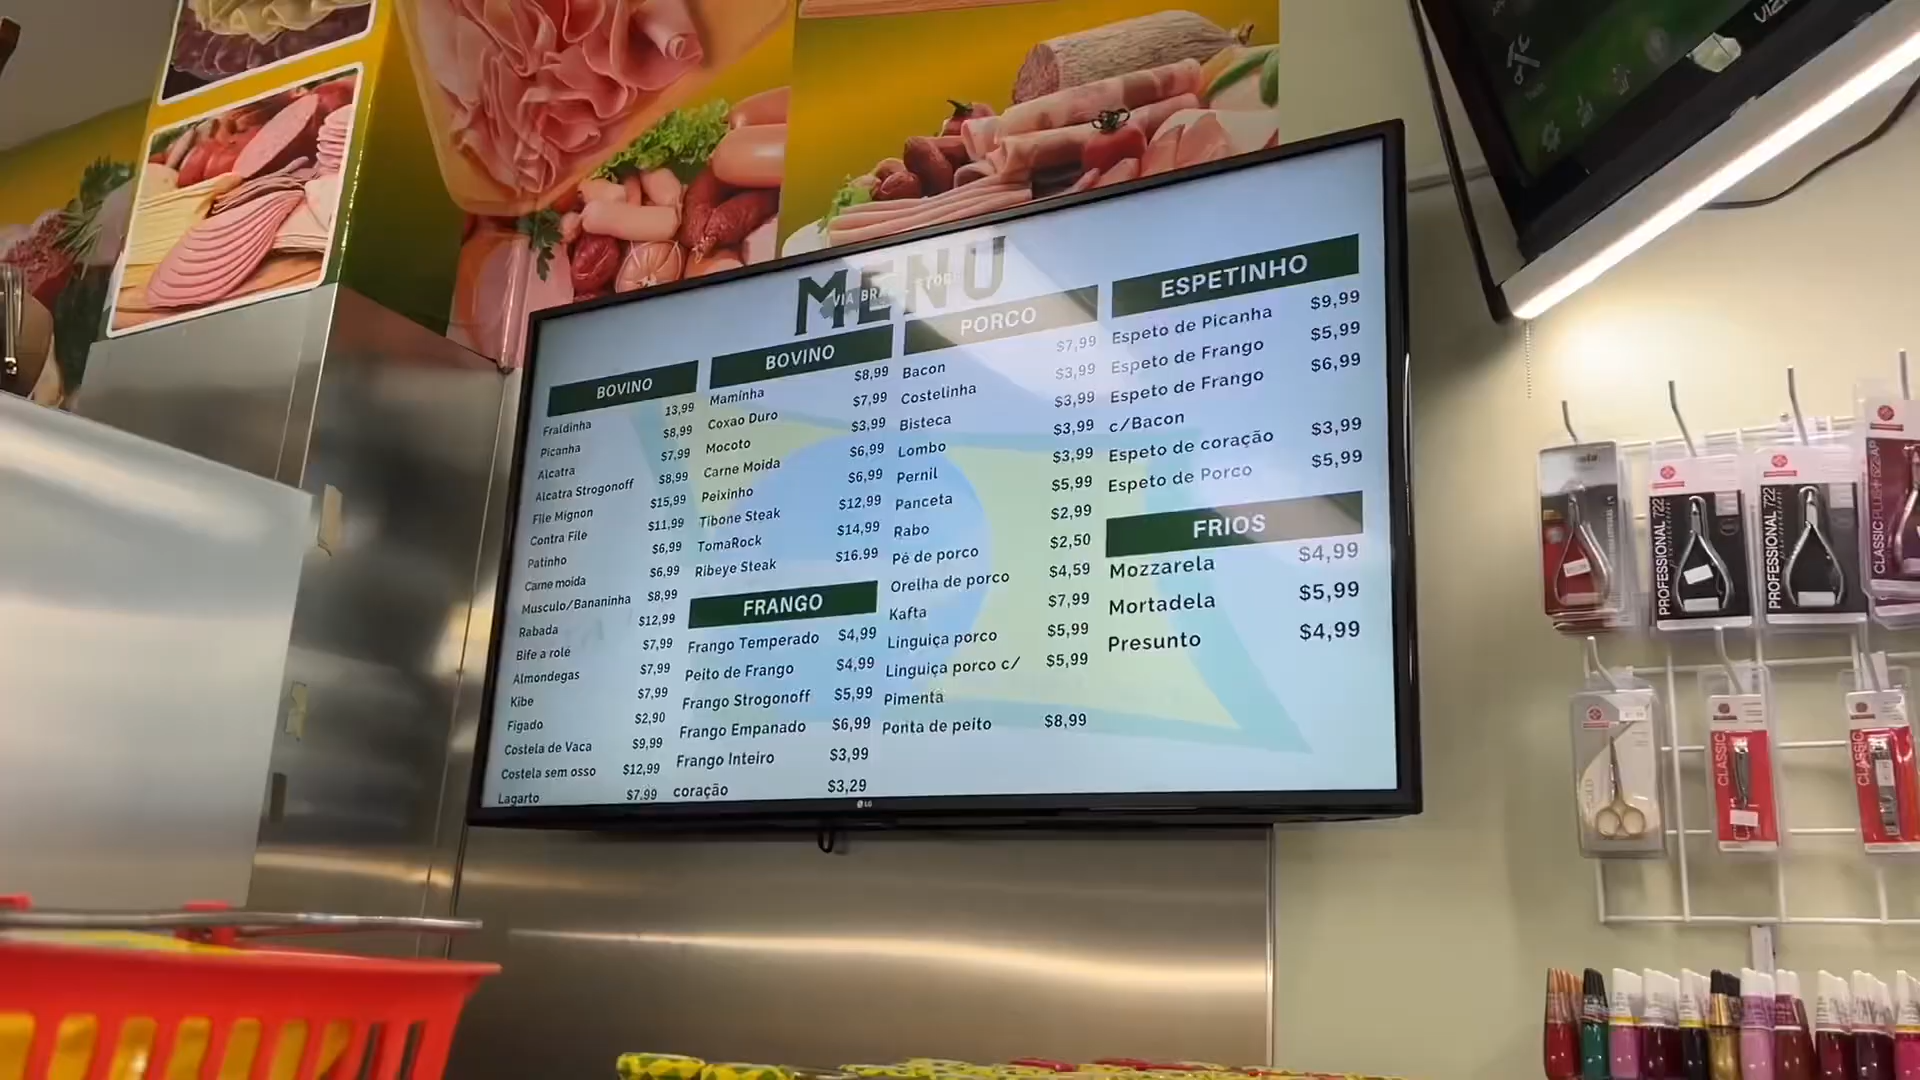 MENU
VIA BRA
BOVINO
Fraldinha 13,99
Picanha $8,99
Alcatra $7,99
Alcatra Strogonoff $8,99
File Mignon $15,99
Contra File $11,99
Patinho $6,99
Carne moida $6,99
Musculo/Bananinha $8,99
Rabada $12,99
Bife a rolé $7,99
Almondegas $7,99
Kibe $7,99
Figado $2,90
Costela de Vaca $9,99
Costela sem osso $12,99
Lagarto $7.99
BOVINO
Maminha $8,99
Coxao Duro $7,99
Mocoto $3,99
Carne Moida $6,99
Peixinho $6,99
Tibone Steak $12,99
TomaRock $14,99
Ribeye Steak $16.99
FRANGO
Frango Temperado $4,99
Peito de Frango $4,99
Frango Strogonoff $5,99
Frango Empanado $6,99
Frango Inteiro $3,99
coração $3,29
PORCO
Bacon $7,99
Costelinha $3,99
Bisteca $3,99
Lombo $3,99
Pernil $3,99
Panceta $5,99
Rabo $2,99
Pé de porco $2,50
Orelha de porco $4,59
Kafta $7,99
Linguiça porco $5,99
Linguiça porco c/ $5,99
Pimenta
Ponta de peito $8,99
ESPETINHO
Espeto de Picanha $9,99
Espeto de Frango $5,99
Espeto de Frango $6,99
c/Bacon
Espeto de coração $3,99
Espeto de Porco $5,99
FRIOS
Mozzarela $4,99
Mortadela $5,99
Presunto $4,99
LG
PROFESSIONAL 722
PROFESSIONAL 722
CLASSIC
CLASSIC
CLASSIC